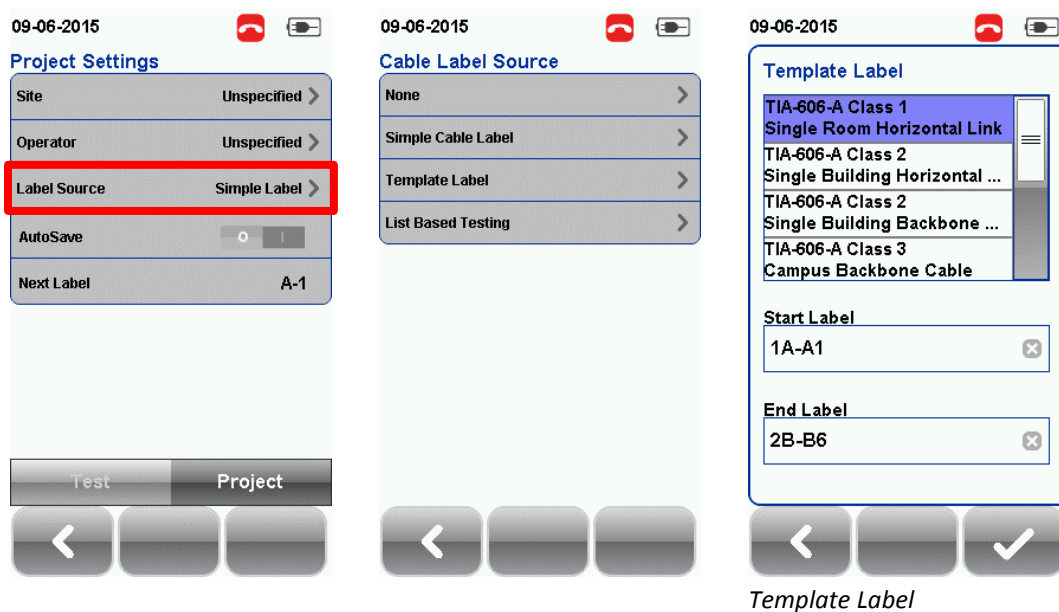 09-06-2015
Project Settings
Site Unspecified
Operator Unspecified
Label Source Simple Label
AutoSave O I
Next Label A-1
Test Project
09-06-2015
Cable Label Source
None
Simple Cable Label
Template Label
List Based Testing
09-06-2015
Template Label
TIA-606-A Class 1
Single Room Horizontal Link
TIA-606-A Class 2
Single Building Horizontal ...
TIA-606-A Class 2
Single Building Backbone ...
TIA-606-A Class 3
Campus Backbone Cable
Start Label
1A-A1
End Label
2B-B6
Template Label